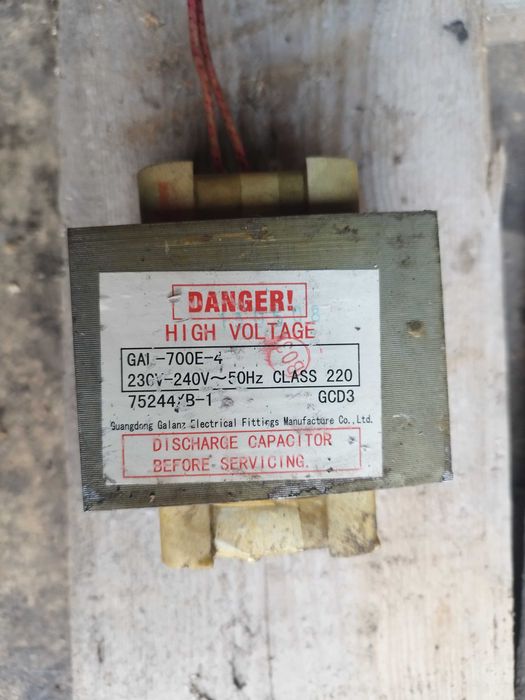 DANGER!
HIGH VOLTAGE
GAL-700E-4
230V-240V~50Hz CLASS 220
75244/B-1 GCD3
Guangdong Galanz Electrical Fittings Manufacture Co., Ltd.
DISCHARGE CAPACITOR
BEFORE SERVICING.